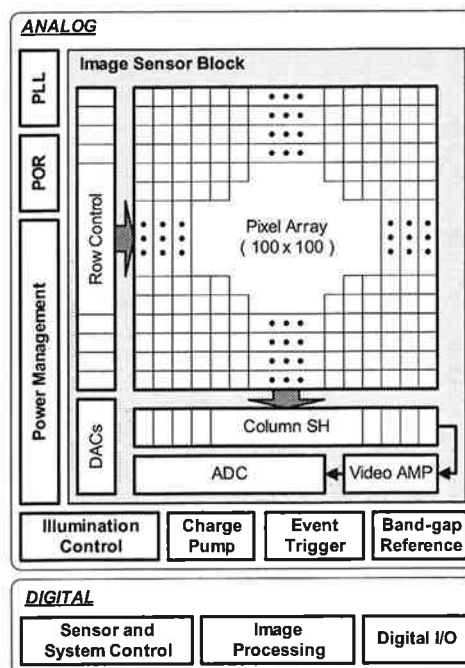 ANALOG
Image Sensor Block
PLL
POR
Power Management
Row Control
Pixel Array
( 100 x 100 )
DACs
Column SH
ADC
Video AMP
Illumination
Control
Charge
Pump
Event
Trigger
Band-gap
Reference
DIGITAL
Sensor and
System Control
Image
Processing
Digital I/O